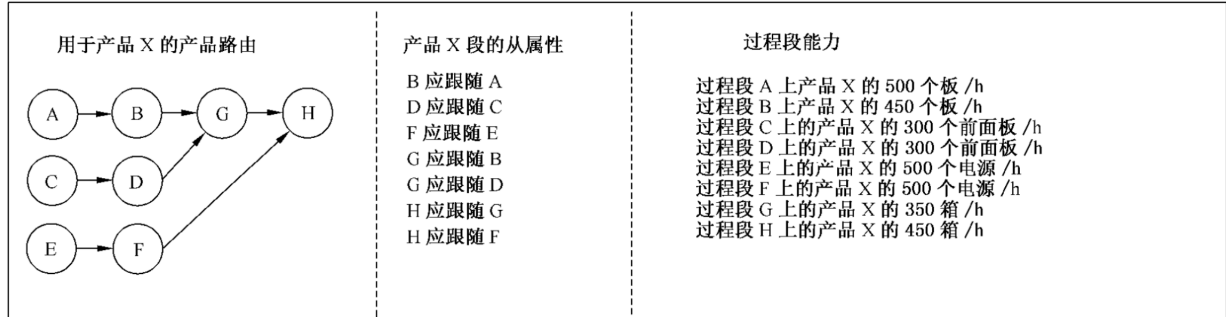 用于产品 X 的产品路由
A
B
G
H
C
D
E
F
产品 X 段的从属性
B 应跟随 A
D 应跟随 C
F 应跟随 E
G 应跟随 B
G 应跟随 D
H 应跟随 G
H 应跟随 F
过程段能力
过程段 A 上产品 X 的 500 个板 /h
过程段 B 上产品 X 的 450 个板 /h
过程段 C 上的产品 X 的 300 个前面板 /h
过程段 D 上的产品 X 的 300 个前面板 /h
过程段 E 上的产品 X 的 500 个电源 /h
过程段 F 上的产品 X 的 500 个电源 /h
过程段 G 上的产品 X 的 350 箱 /h
过程段 H 上的产品 X 的 450 箱 /h